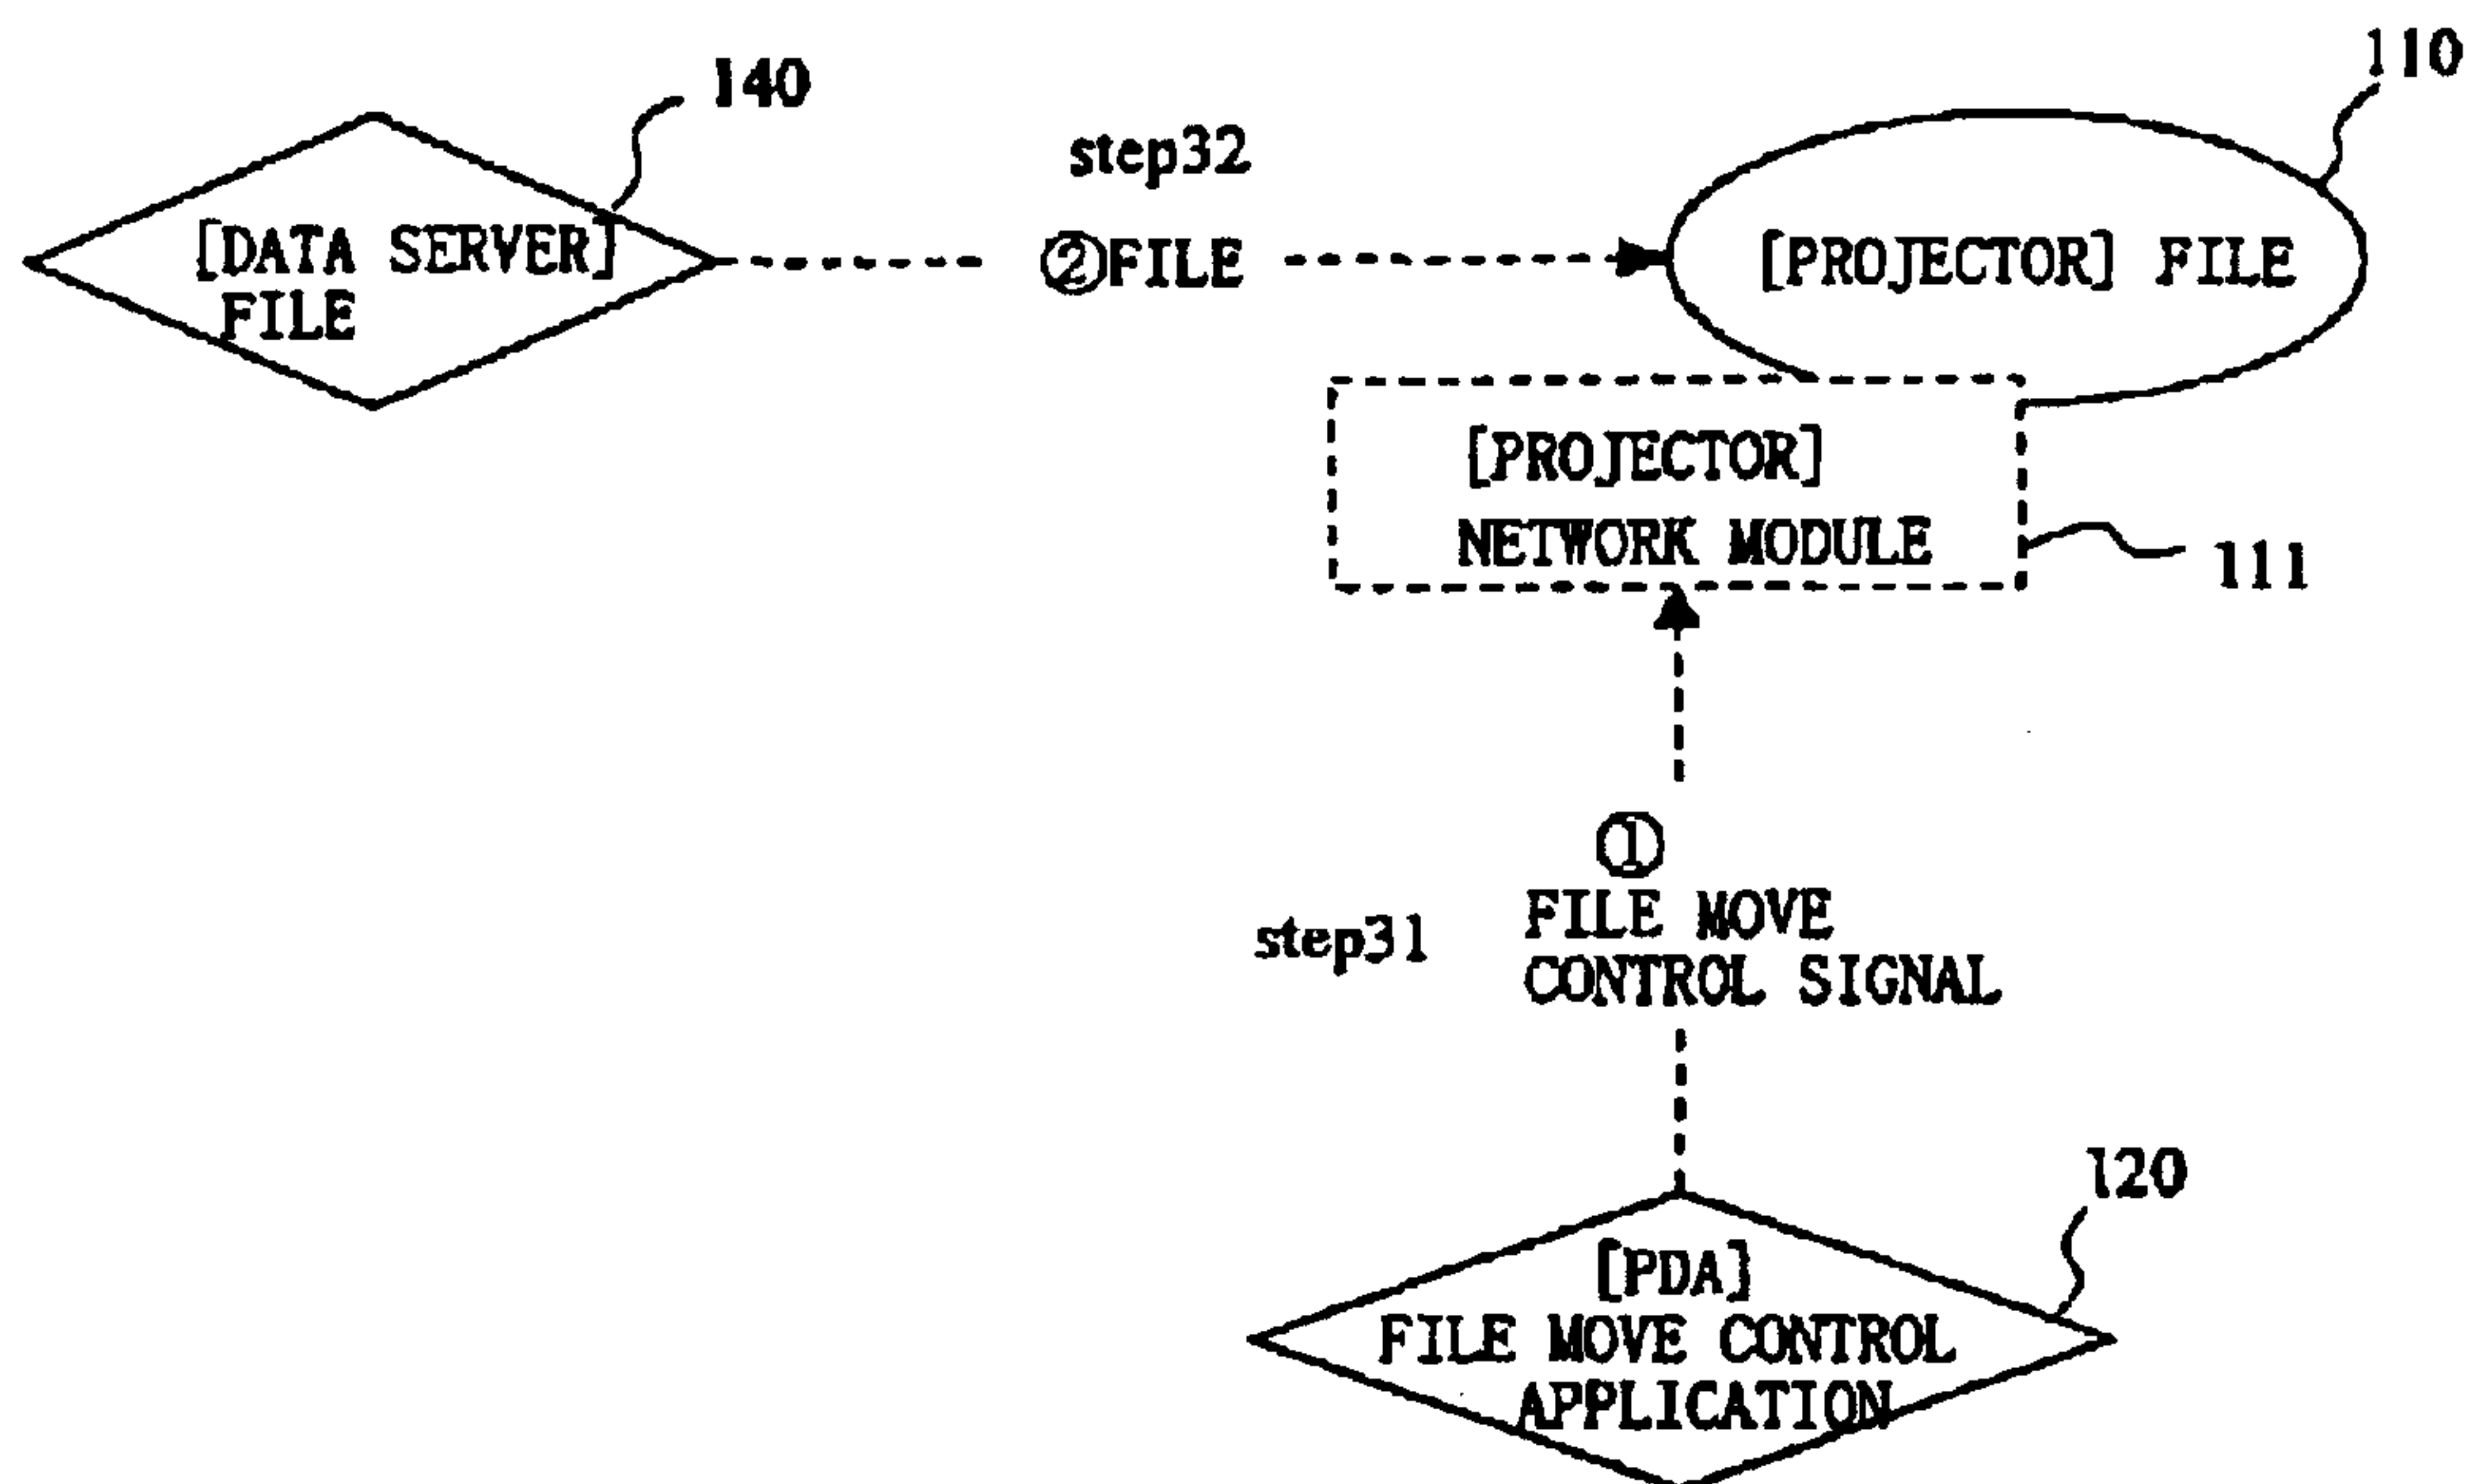 140
110
step32
[DATA SERVER]
FILE
②FILE
[PROJECTOR] FILE
[PROJECTOR]
NETWORK MODULE
111
①
step31
FILE MOVE
CONTROL SIGNAL
120
[PDA]
FILE MOVE CONTROL
APPLICATION